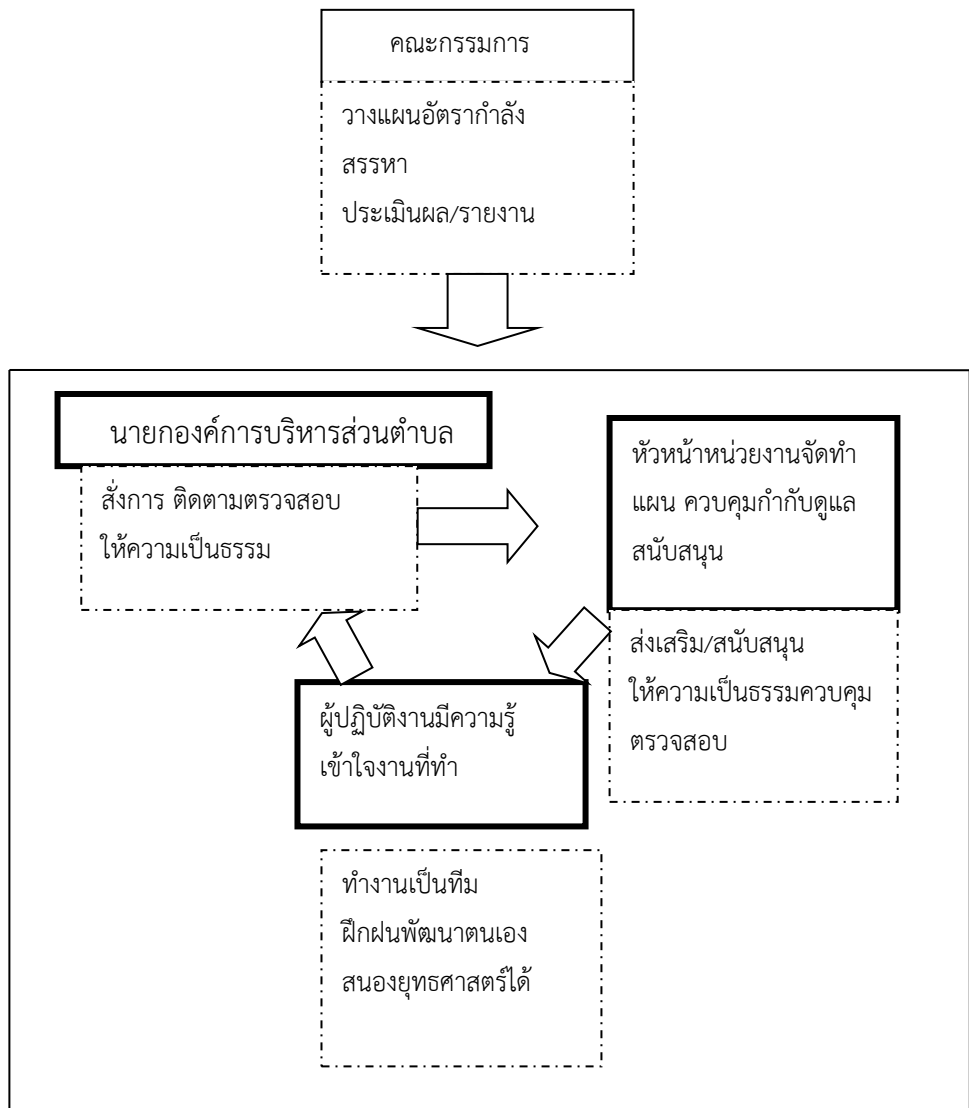 คณะกรรมการ
วางแผนอัตรากำลัง
สรรหา
ประเมินผล/รายงาน
นายกองค์การบริหารส่วนตำบล
สั่งการ ติดตามตรวจสอบ
ให้ความเป็นธรรม
หัวหน้าหน่วยงานจัดทำ
แผน ควบคุมกำกับดูแล
สนับสนุน
ส่งเสริม/สนับสนุน
ให้ความเป็นธรรมควบคุม
ตรวจสอบ
ผู้ปฏิบัติงานมีความรู้
เข้าใจงานที่ทำ
ทำงานเป็นทีม
ฝึกฝนพัฒนาตนเอง
สนองยุทธศาสตร์ได้